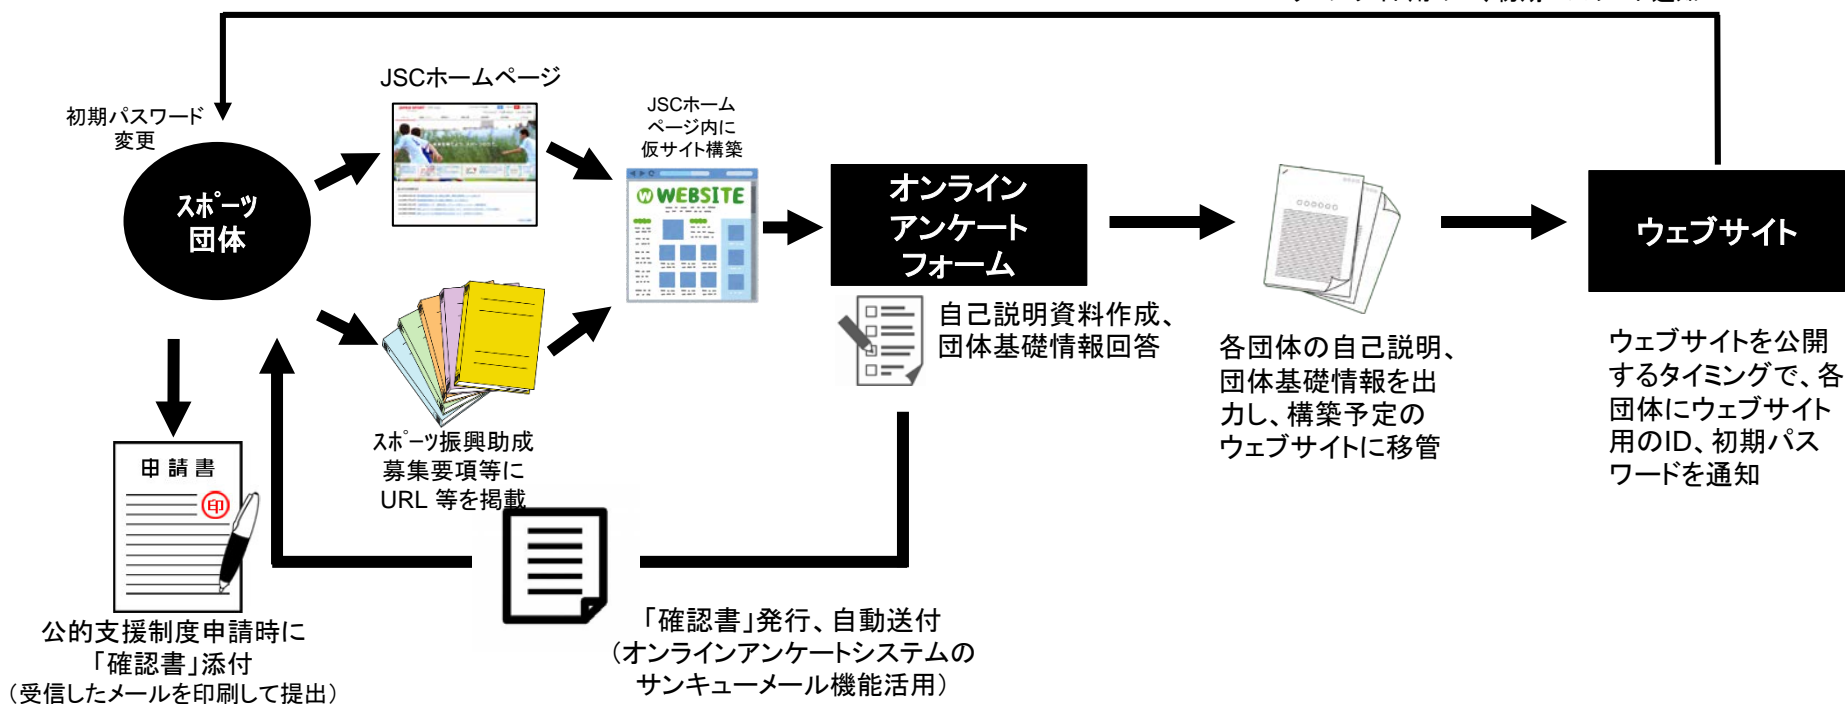 初期パスワード
変更
スポーツ
団体
JSCホームページ
JSCホーム
ページ内に
仮サイト構築
WEBSITE
オンライン
アンケート
フォーム
ウェブサイト
自己説明資料作成、
団体基礎情報回答
各団体の自己説明、
団体基礎情報を出
力し、構築予定の
ウェブサイトに移管
ウェブサイトを公開
するタイミングで、各
団体にウェブサイト
用のID、初期パス
ワードを通知
スポーツ振興助成
募集要項等に
URL 等を掲載
申請書
印
公的支援制度申請時に
「確認書」添付
（受信したメールを印刷して提出）
「確認書」発行、自動送付
（オンラインアンケートシステムの
サンキューメール機能活用）